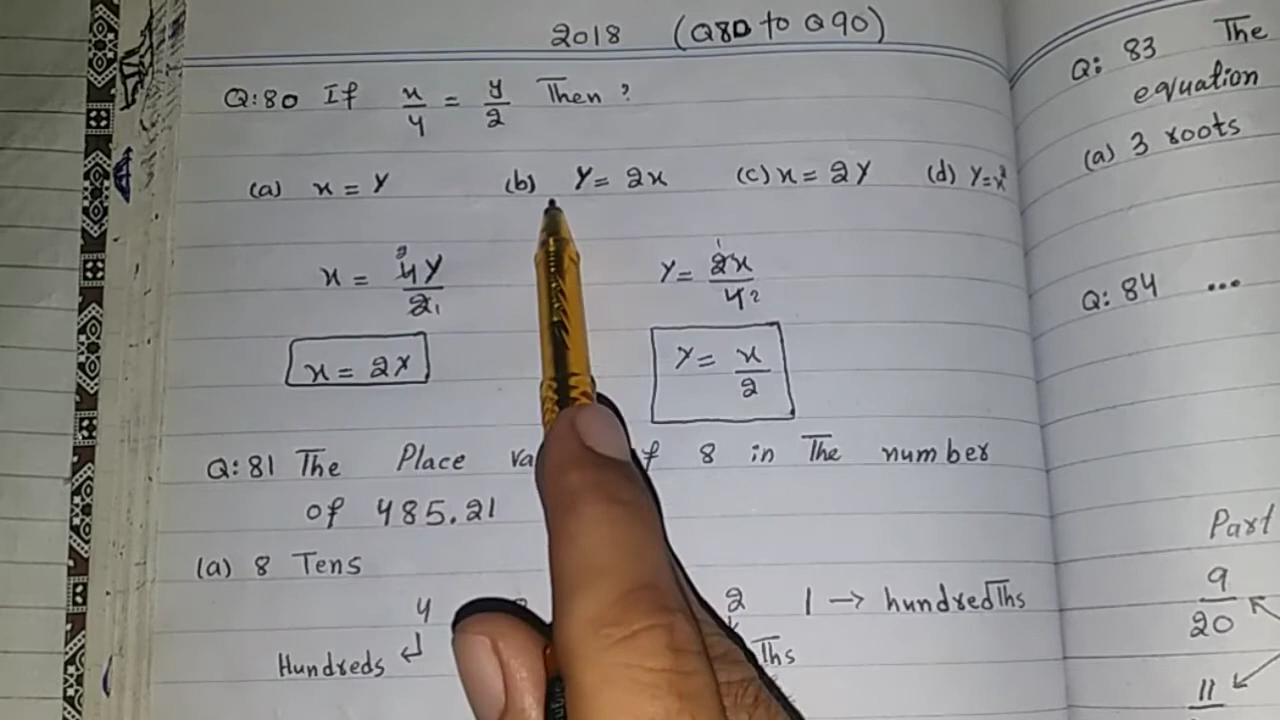 2018 (Q80 to Q90)
Q:80 If x/4 = y/2 Then ?
(a) x = y (b) y = 2x (c) x = 2y (d) y=x²
x = 4y/2 y = 2x/4
x = 2y y = x/2
Q:81 The Place 8 in The number
of 485.21
(a) 8 Tens
4 2 1 → hundredths
Hundreds ths
Q: 83 The
equation
(a) 3 roots
Q: 84 ...
Part
9/20
11